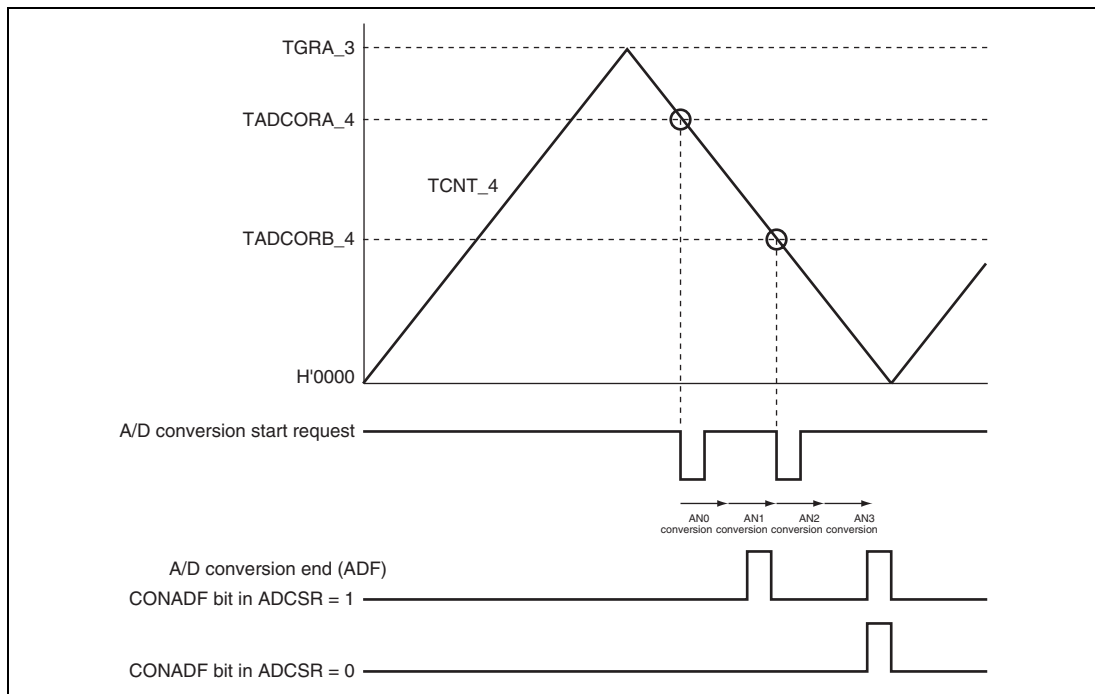 TGRA_3
TADCORA_4
TCNT_4
TADCORB_4
H'0000
A/D conversion start request
AN0 AN1 AN2 AN3
conversion conversion conversion conversion
A/D conversion end (ADF)
CONADF bit in ADCSR = 1
CONADF bit in ADCSR = 0